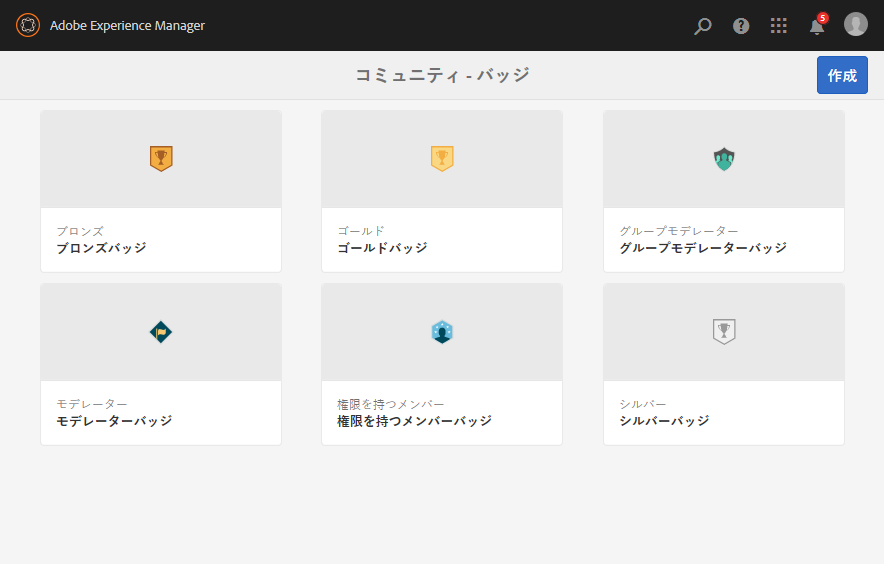 Adobe Experience Manager
5
コミュニティ - バッジ
作成
ブロンズ
ブロンズバッジ
ゴールド
ゴールドバッジ
グループモデレーター
グループモデレーターバッジ
モデレーター
モデレーターバッジ
権限を持つメンバー
権限を持つメンバーバッジ
シルバー
シルバーバッジ